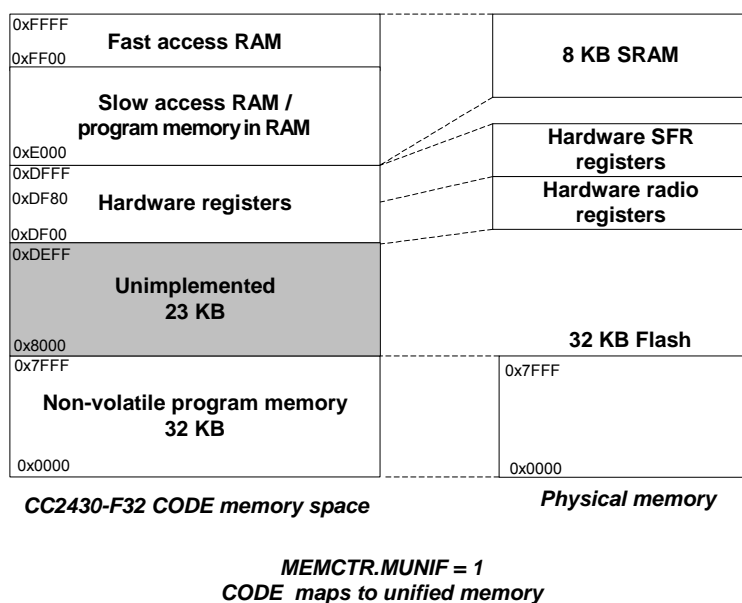 0xFFFF
Fast access RAM
0xFF00
Slow access RAM /
program memory in RAM
0xE000
0xDFFF
0xDF80
Hardware registers
0xDF00
0xDEFF
Unimplemented
23 KB
0x8000
0x7FFF
Non-volatile program memory
32 KB
0x0000
CC2430-F32 CODE memory space
8 KB SRAM
Hardware SFR
registers
Hardware radio
registers
32 KB Flash
0x7FFF
0x0000
Physical memory
MEMCTR.MUNIF = 1
CODE maps to unified memory